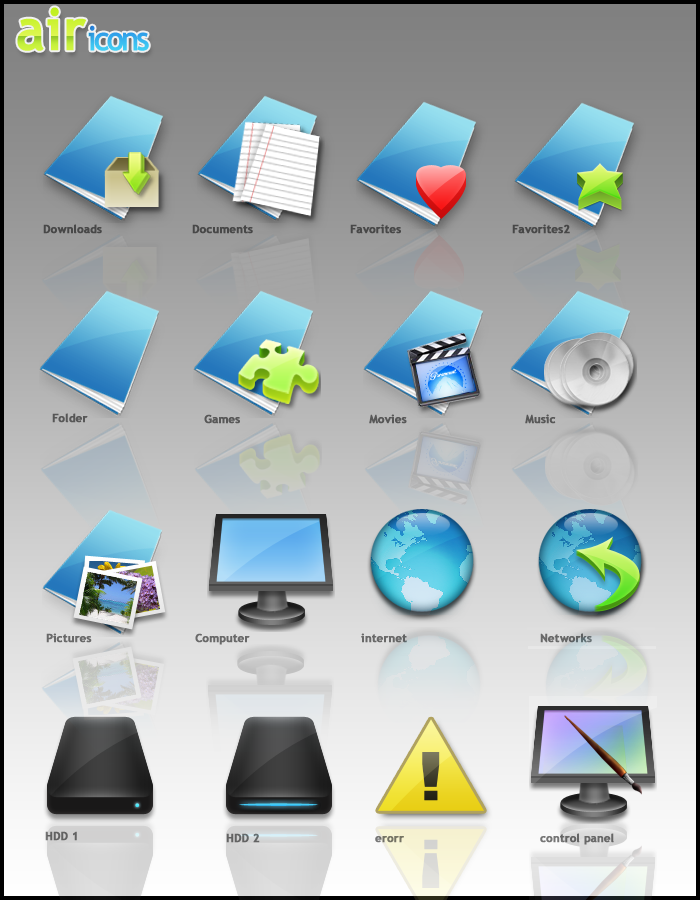 air icons
Downloads
Documents
Favorites
Favorites2
Folder
Games
Movies
Music
Pictures
Computer
internet
Networks
HDD 1
HDD 2
erorr
control panel